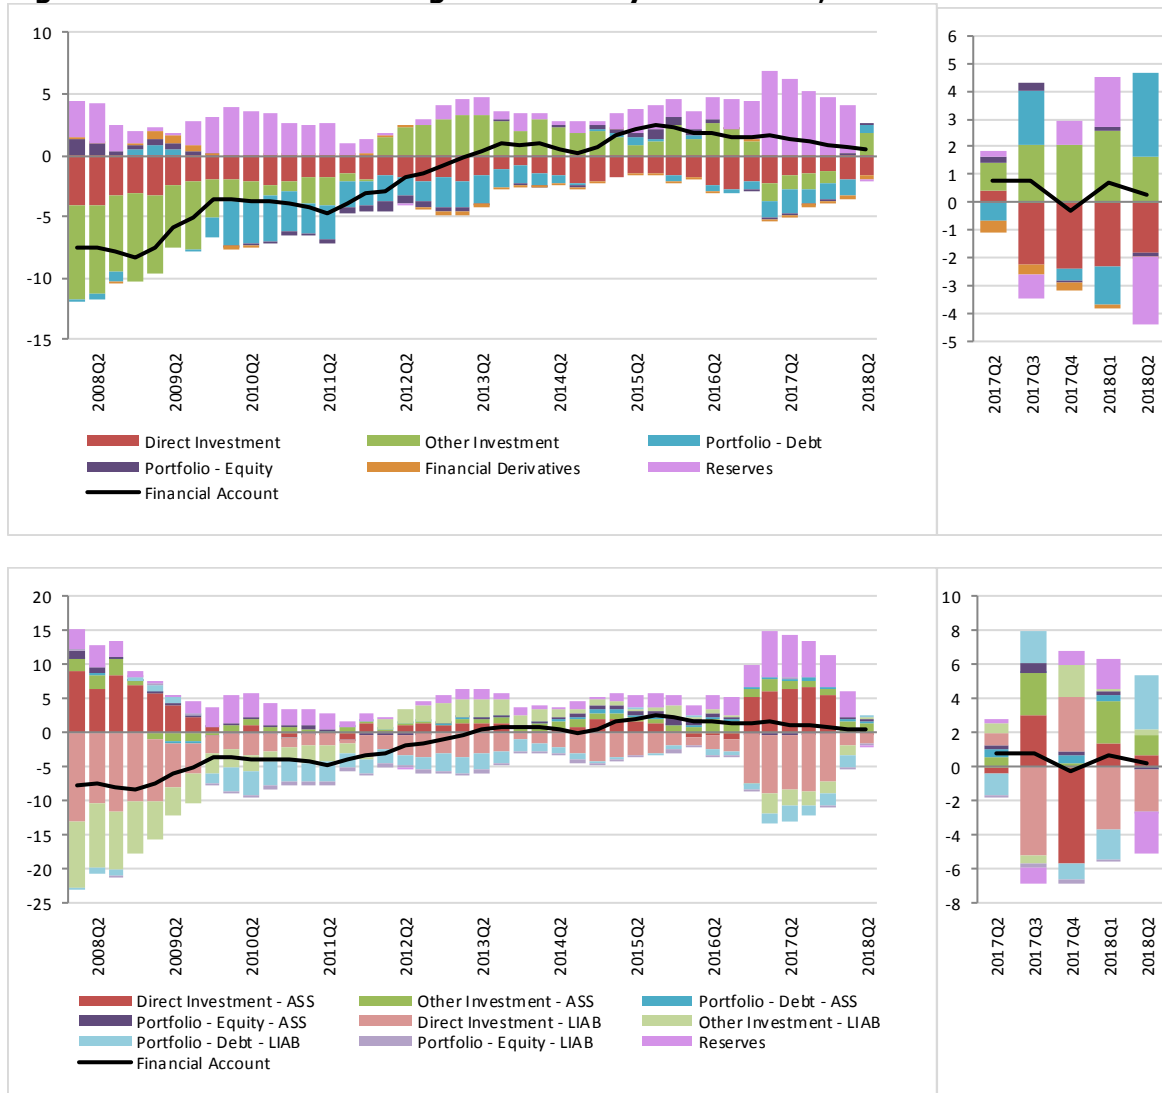 10
5
0
-5
-10
-15
2008Q2
2009Q2
2010Q2
2011Q2
2012Q2
2013Q2
2014Q2
2015Q2
2016Q2
2017Q2
2018Q2
Direct Investment
Other Investment
Portfolio - Debt
Portfolio - Equity
Financial Derivatives
Reserves
Financial Account
6
5
4
3
2
1
0
-1
-2
-3
-4
-5
2017Q2
2017Q3
2017Q4
2018Q1
2018Q2
20
15
10
5
0
-5
-10
-15
-20
-25
2008Q2
2009Q2
2010Q2
2011Q2
2012Q2
2013Q2
2014Q2
2015Q2
2016Q2
2017Q2
2018Q2
Direct Investment - ASS
Other Investment - ASS
Portfolio - Debt - ASS
Portfolio - Equity - ASS
Direct Investment - LIAB
Other Investment - LIAB
Portfolio - Debt - LIAB
Portfolio - Equity - LIAB
Reserves
Financial Account
10
8
6
4
2
0
-2
-4
-6
-8
2017Q2
2017Q3
2017Q4
2018Q1
2018Q2